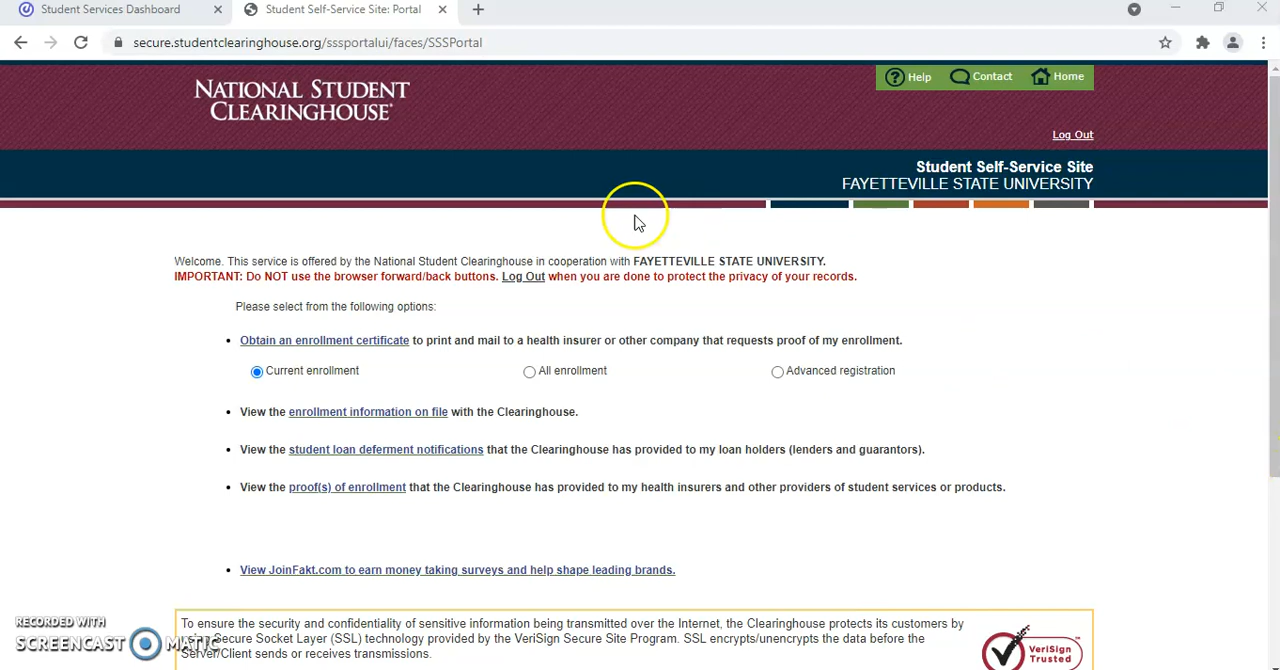 Student Services Dashboard
Student Self-Service Site: Portal
secure.studentclearinghouse.org/sssportalui/faces/SSSPortal
NATIONAL STUDENT
CLEARINGHOUSE®
Help Contact Home
Log Out
Student Self-Service Site
FAYETTEVILLE STATE UNIVERSITY
Welcome. This service is offered by the National Student Clearinghouse in cooperation with FAYETTEVILLE STATE UNIVERSITY.
IMPORTANT: Do NOT use the browser forward/back buttons. Log Out when you are done to protect the privacy of your records.
Please select from the following options:
• Obtain an enrollment certificate to print and mail to a health insurer or other company that requests proof of my enrollment.
Current enrollment All enrollment Advanced registration
• View the enrollment information on file with the Clearinghouse.
• View the student loan deferment notifications that the Clearinghouse has provided to my loan holders (lenders and guarantors).
• View the proof(s) of enrollment that the Clearinghouse has provided to my health insurers and other providers of student services or products.
• View JoinFakt.com to earn money taking surveys and help shape leading brands.
To ensure the security and confidentiality of sensitive information being transmitted over the Internet, the Clearinghouse protects its customers by
Secure Socket Layer (SSL) technology provided by the VeriSign Secure Site Program. SSL encrypts/unencrypts the data before the
Server/Client sends or receives transmissions.
VeriSign
Trusted
RECORDED WITH
SCREENCAST MATIC